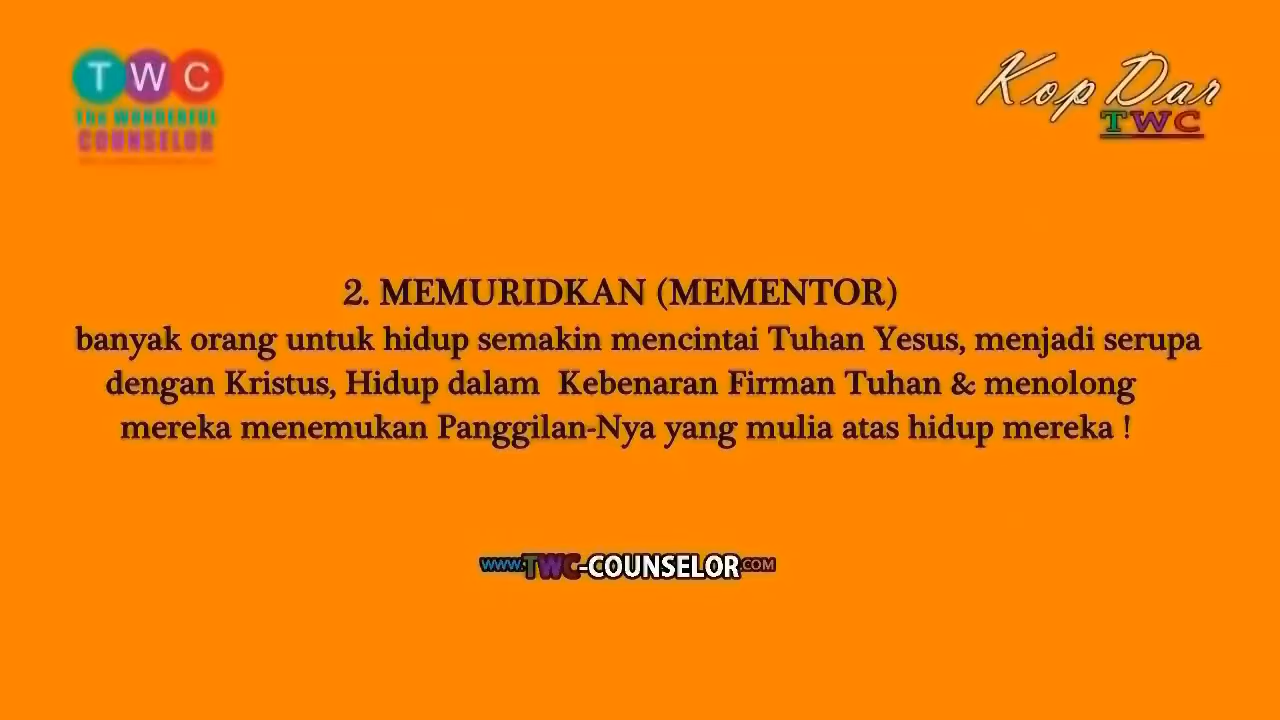 TWC
The WONDERFUL
COUNSELOR
Kop Dar
TWC
2. MEMURIDKAN (MEMENTOR)
banyak orang untuk hidup semakin mencintai Tuhan Yesus, menjadi serupa
dengan Kristus, Hidup dalam  Kebenaran Firman Tuhan & menolong
mereka menemukan Panggilan-Nya yang mulia atas hidup mereka !
WWW.TWC-COUNSELOR.COM